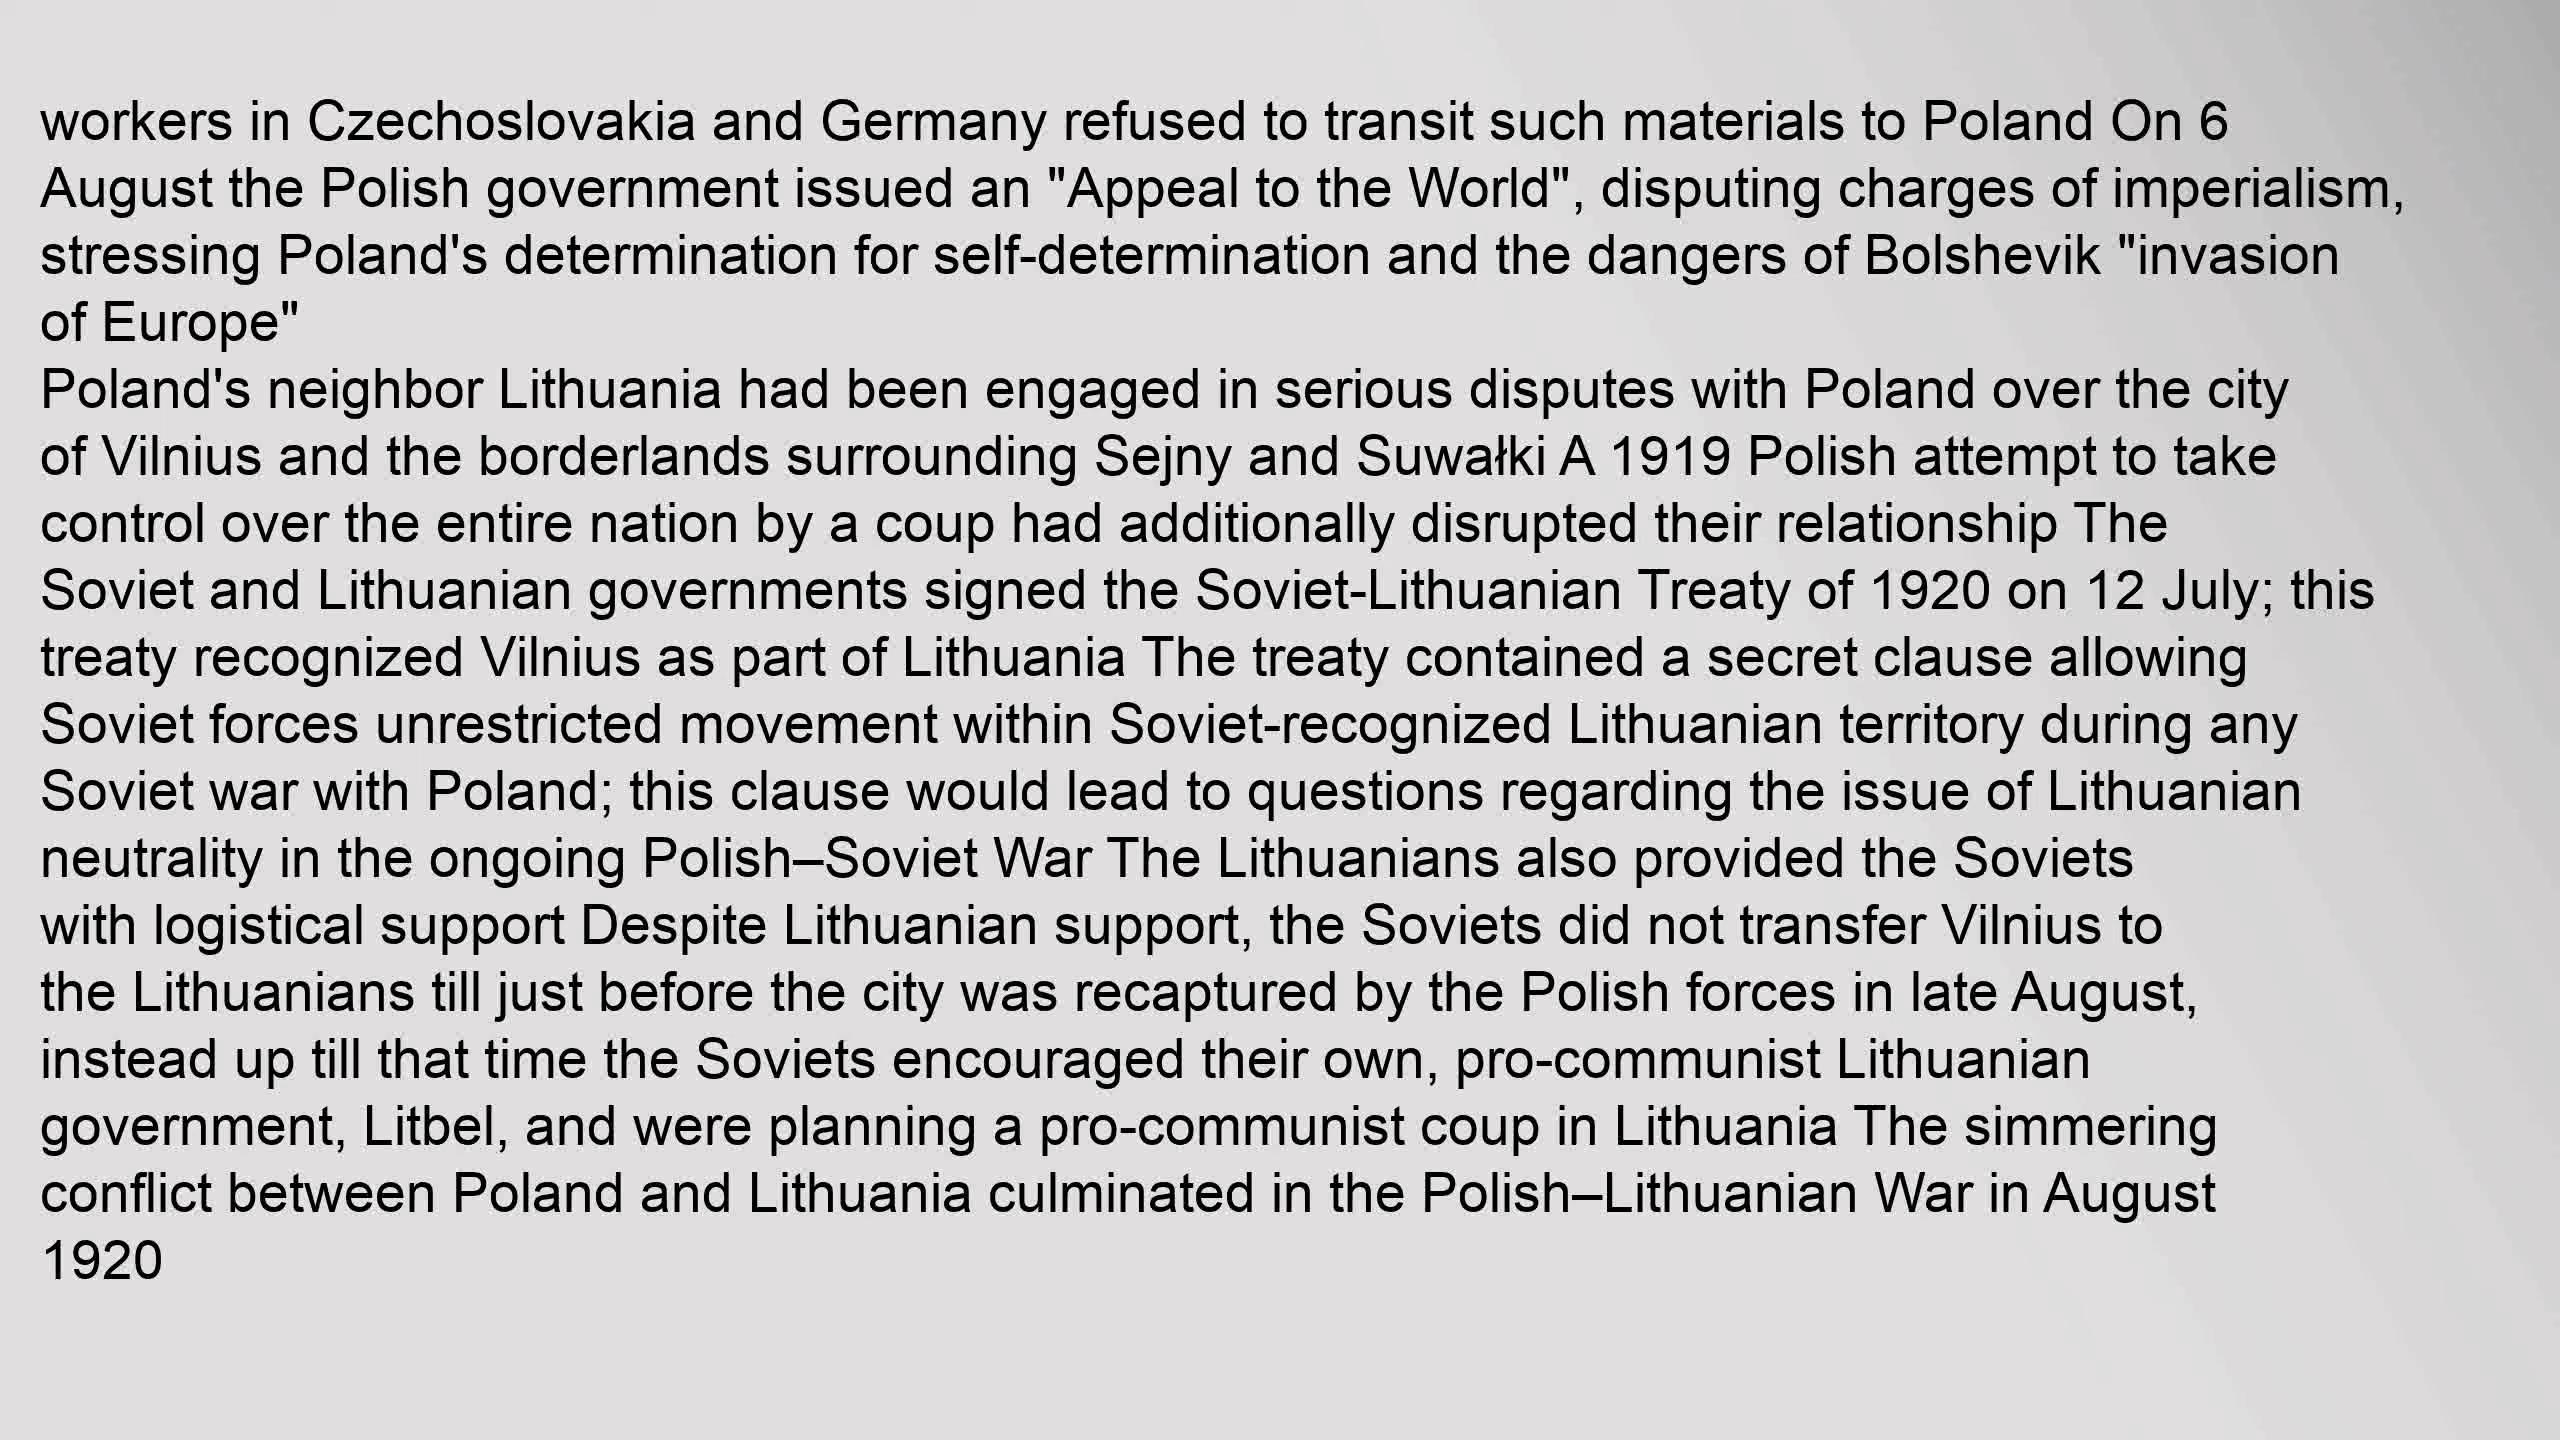 workers in Czechoslovakia and Germany refused to transit such materials to Poland On 6
August the Polish government issued an "Appeal to the World", disputing charges of imperialism,
stressing Poland's determination for self-determination and the dangers of Bolshevik "invasion
of Europe"
Poland's neighbor Lithuania had been engaged in serious disputes with Poland over the city
of Vilnius and the borderlands surrounding Sejny and Suwałki A 1919 Polish attempt to take
control over the entire nation by a coup had additionally disrupted their relationship The
Soviet and Lithuanian governments signed the Soviet-Lithuanian Treaty of 1920 on 12 July; this
treaty recognized Vilnius as part of Lithuania The treaty contained a secret clause allowing
Soviet forces unrestricted movement within Soviet-recognized Lithuanian territory during any
Soviet war with Poland; this clause would lead to questions regarding the issue of Lithuanian
neutrality in the ongoing Polish–Soviet War The Lithuanians also provided the Soviets
with logistical support Despite Lithuanian support, the Soviets did not transfer Vilnius to
the Lithuanians till just before the city was recaptured by the Polish forces in late August,
instead up till that time the Soviets encouraged their own, pro-communist Lithuanian
government, Litbel, and were planning a pro-communist coup in Lithuania The simmering
conflict between Poland and Lithuania culminated in the Polish–Lithuanian War in August
1920